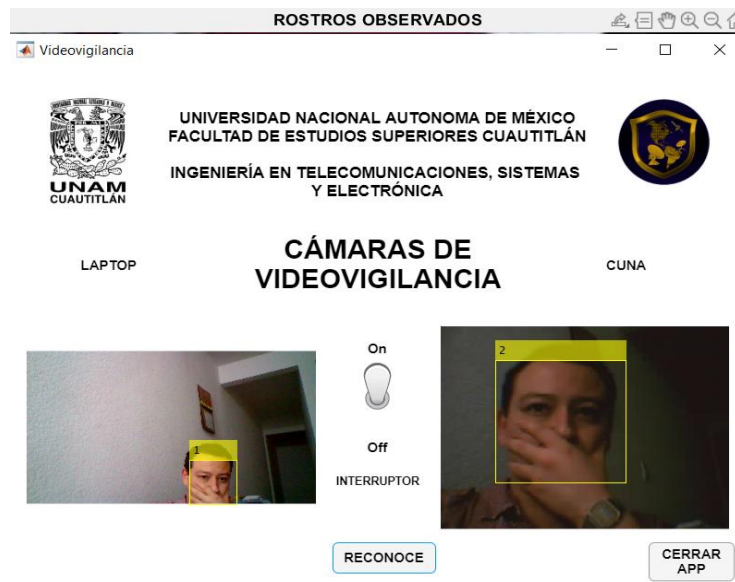 ROSTROS OBSERVADOS
Videovigilancia
UNIVERSIDAD NACIONAL AUTONOMA DE MÉXICO
FACULTAD DE ESTUDIOS SUPERIORES CUAUTITLÁN
INGENIERÍA EN TELECOMUNICACIONES, SISTEMAS
Y ELECTRÓNICA
UNAM
CUAUTITLÁN
LAPTOP
CÁMARAS DE
VIDEOVIGILANCIA
CUNA
On
2
1
Off
INTERRUPTOR
RECONOCE
CERRAR
APP